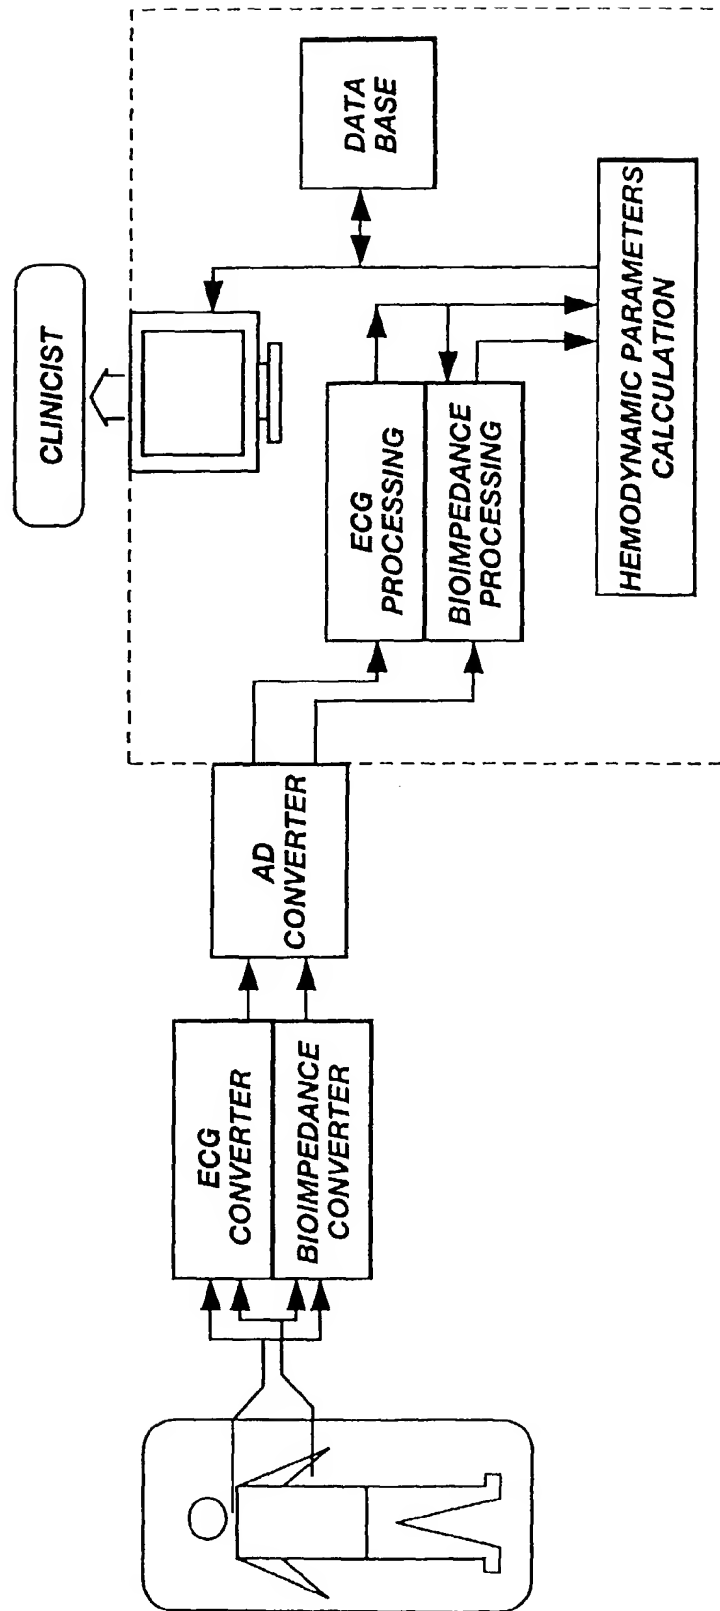 CLINICIST
DATA
BASE
ECG
PROCESSING
BIOIMPEDANCE
PROCESSING
HEMODYNAMIC PARAMETERS
CALCULATION
AD
CONVERTER
ECG
CONVERTER
BIOIMPEDANCE
CONVERTER